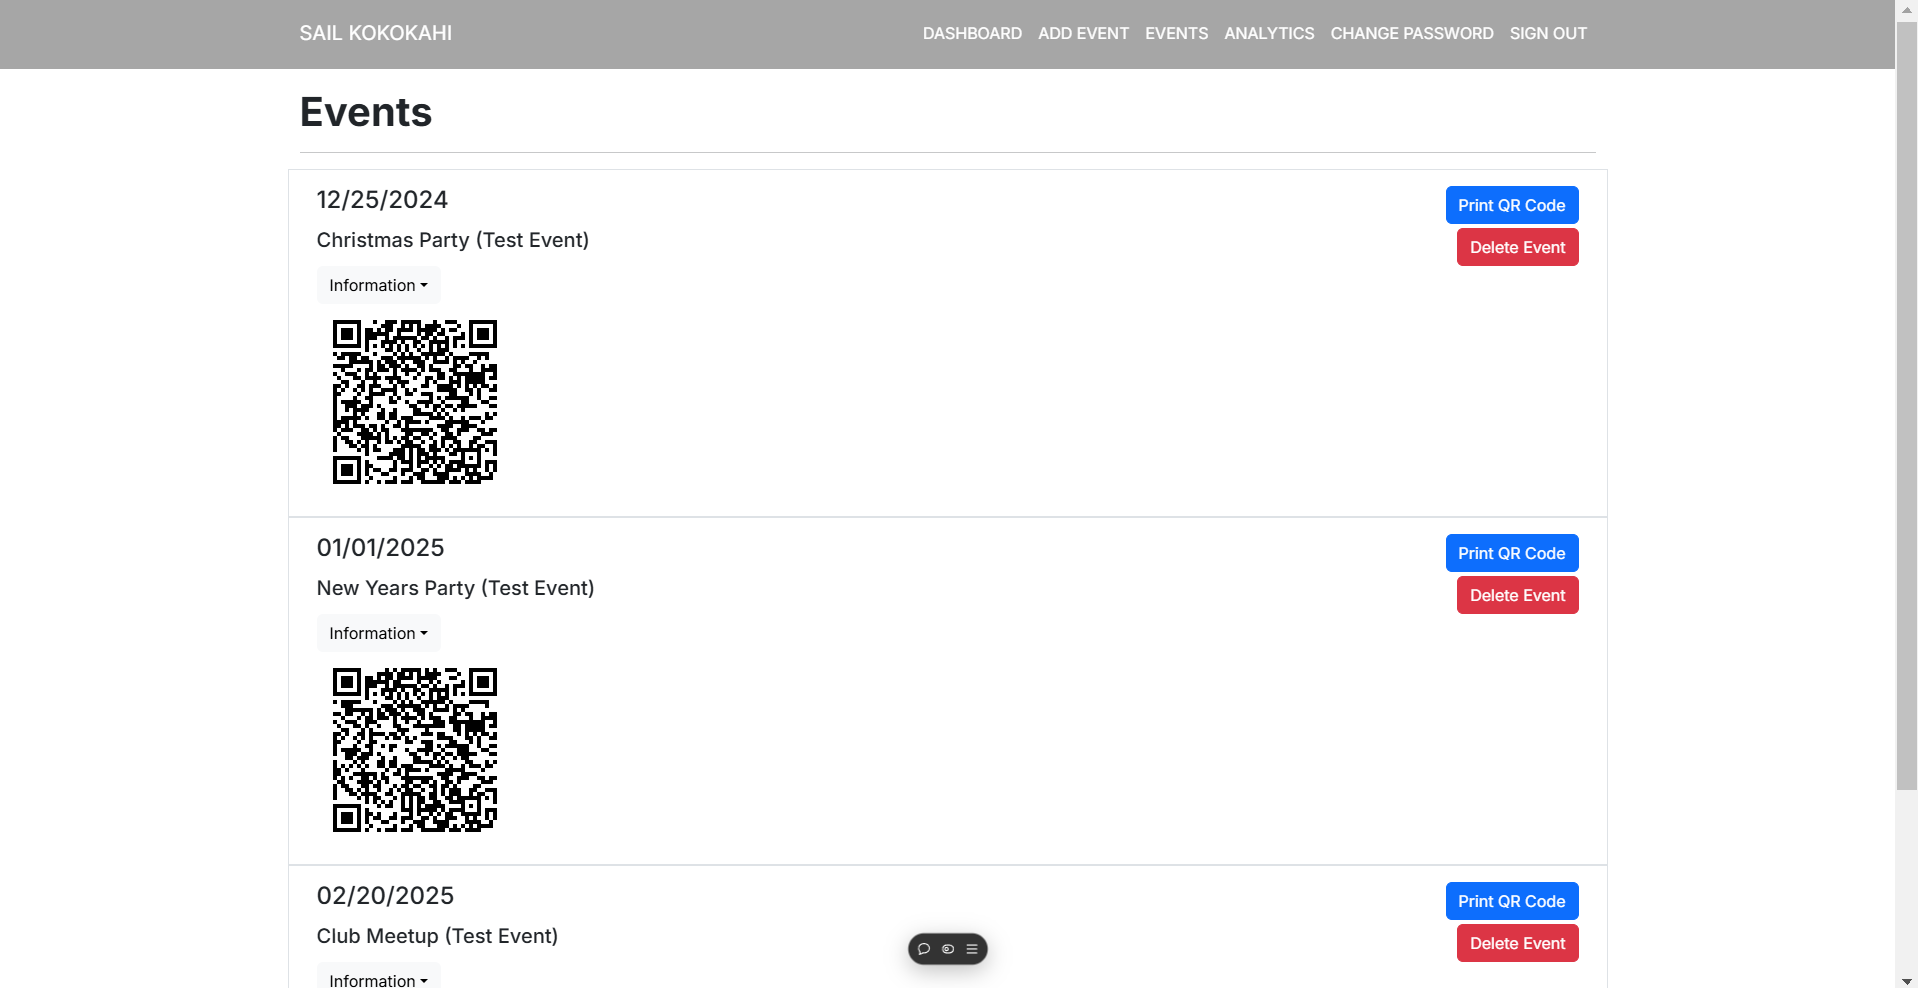 SAIL KOKOKAHI
DASHBOARD ADD EVENT EVENTS ANALYTICS CHANGE PASSWORD SIGN OUT
Events
12/25/2024
Print QR Code
Christmas Party (Test Event)
Delete Event
Information
01/01/2025
Print QR Code
New Years Party (Test Event)
Delete Event
Information
02/20/2025
Print QR Code
Club Meetup (Test Event)
Delete Event
Information